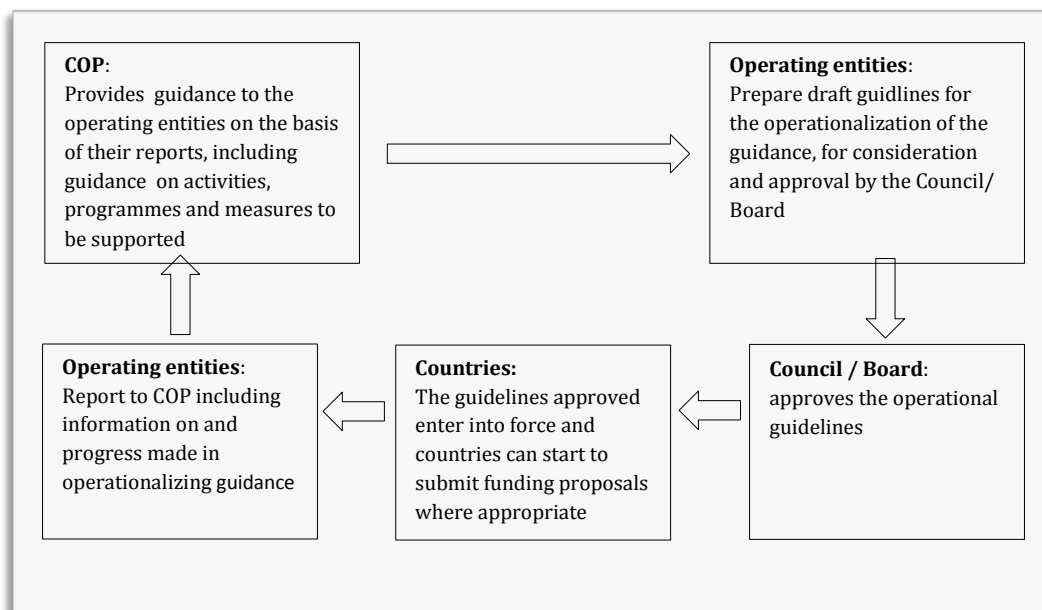 COP:
Provides guidance to the
operating entities on the basis
of their reports, including
guidance on activities,
programmes and measures to
be supported
Operating entities:
Prepare draft guidlines for
the operationalization of the
guidance, for consideration
and approval by the Council/
Board
Operating entities:
Report to COP including
information on and
progress made in
operationalizing guidance
Countries:
The guidelines approved
enter into force and
countries can start to
submit funding proposals
where appropriate
Council / Board:
approves the operational
guidelines